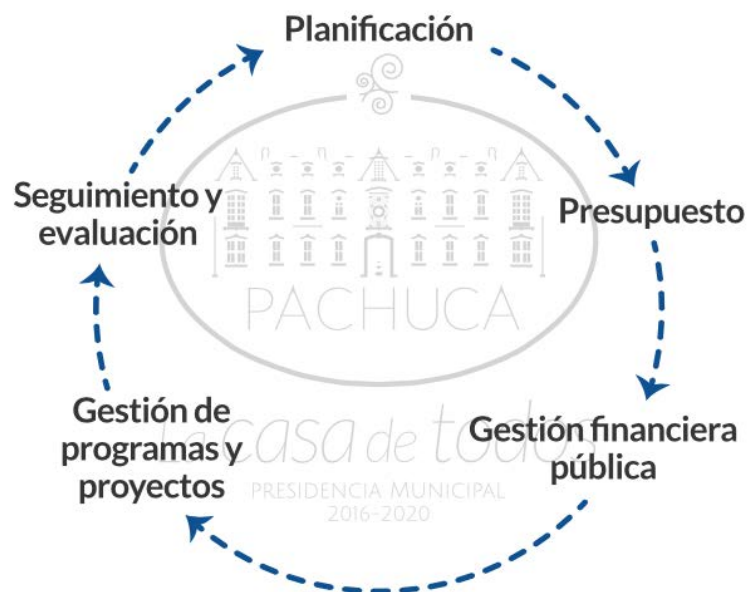 Planificación
Presupuesto
Gestión financiera
pública
Gestión de
programas y
proyectos
Seguimiento y
evaluación
PACHUCA
La casa de todos
PRESIDENCIA MUNICIPAL
2016-2020